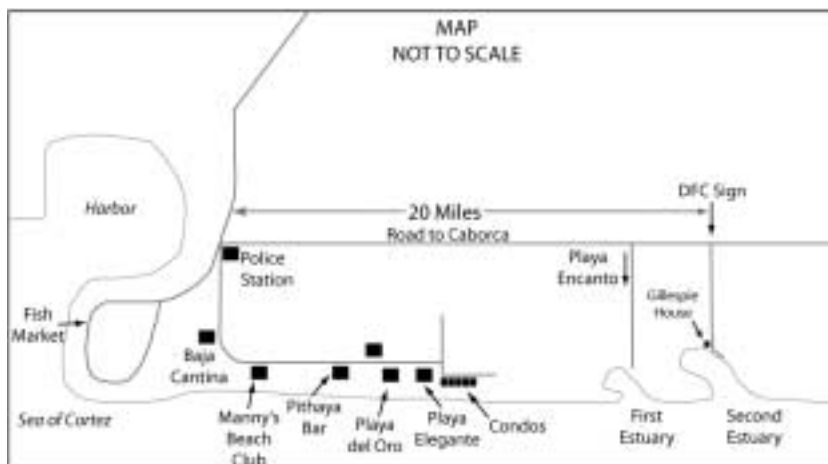 MAP
NOT TO SCALE
Harbor
DFC Sign
20 Miles
Road to Caborca
Police
Station
Playa
Encanto
Gillespie
House
Fish
Market
Baja
Cantina
Sea of Cortez
Manny's
Beach
Club
Pithaya
Bar
Playa
del Oro
Playa
Elegante
Condos
First
Estuary
Second
Estuary